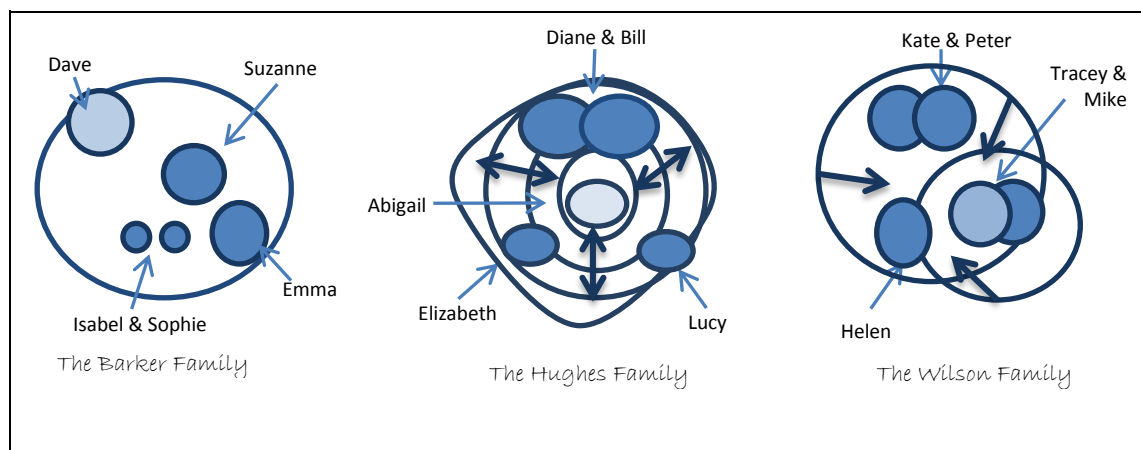 Dave
Suzanne
Isabel & Sophie
Emma
The Barker Family
Diane & Bill
Abigail
Elizabeth
Lucy
The Hughes Family
Kate & Peter
Tracey &
Mike
Helen
The Wilson Family